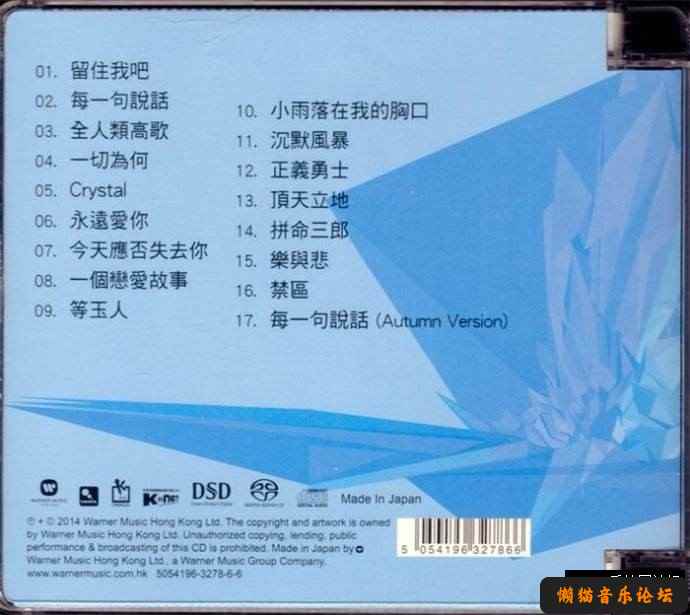 01. 留住我吧
02. 每一句說話
03. 全人類高歌
04. 一切為何
05. Crystal
06. 永遠愛你
07. 今天應否失去你
08. 一個戀愛故事
09. 等玉人
10. 小雨落在我的胸口
11. 沉默風暴
12. 正義勇士
13. 頂天立地
14. 拼命三郎
15. 樂與悲
16. 禁區
17. 每一句說話 (Autumn Version)
DSD
Made In Japan
℗ + © 2014 Warner Music Hong Kong Ltd. The copyright and artwork is owned
by Warner Music Hong Kong Ltd. Unauthorized copying, lending, public
performance & broadcasting of this CD is prohibited. Made in Japan by
Warner Music Hong Kong Ltd., a Warner Music Group Company.
www.warnermusic.com.hk 5054196-3278-6-6
5 054196 327866
懒猫音乐论坛